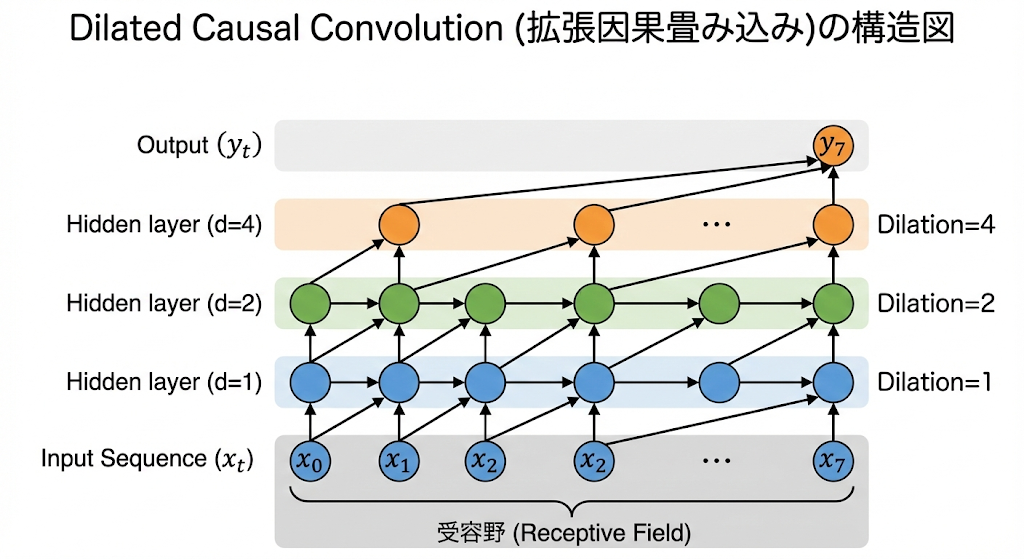 Dilated Causal Convolution (拡張因果畳み込み)の構造図
Output (yₜ)
y₇
Hidden layer (d=4)
...
Dilation=4
Hidden layer (d=2)
Dilation=2
Hidden layer (d=1)
Dilation=1
Input Sequence (xₜ)
x₀ x₁ x₂ x₂ ... x₇
受容野 (Receptive Field)